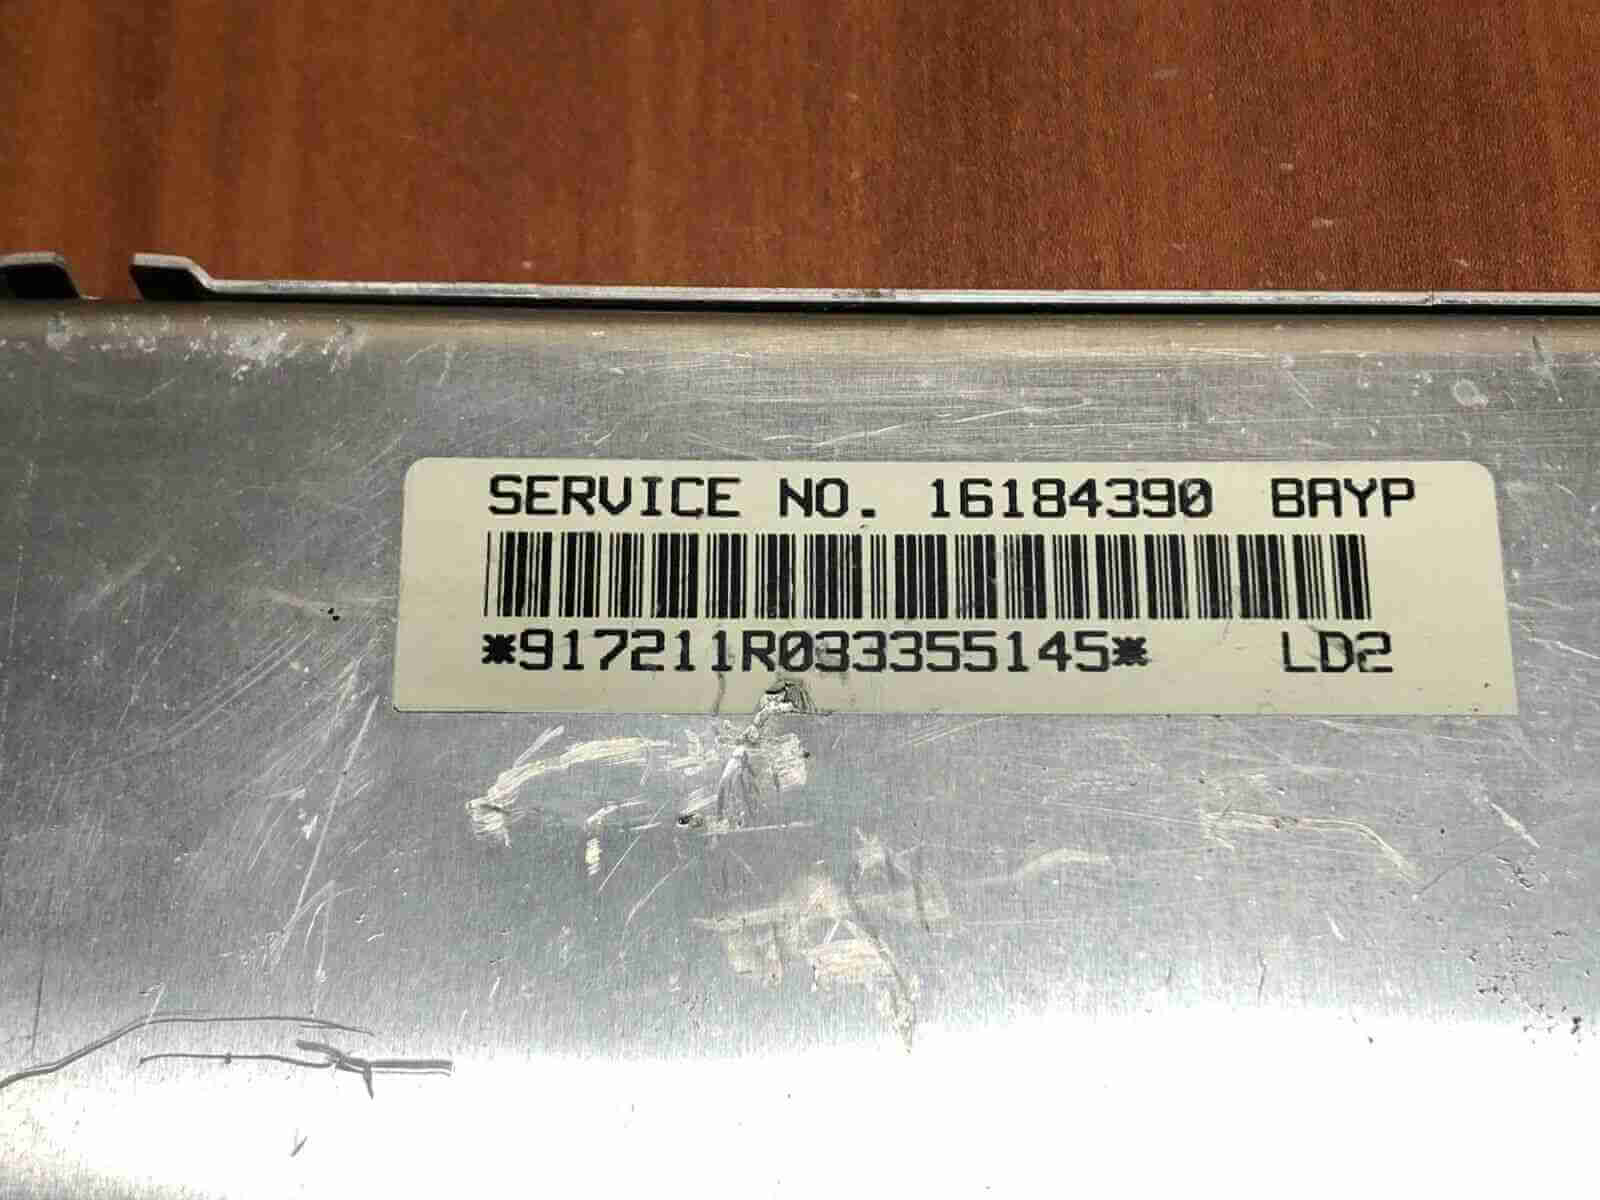 SERVICE NO. 16184390 BAYP
*917211R033355145* LD2